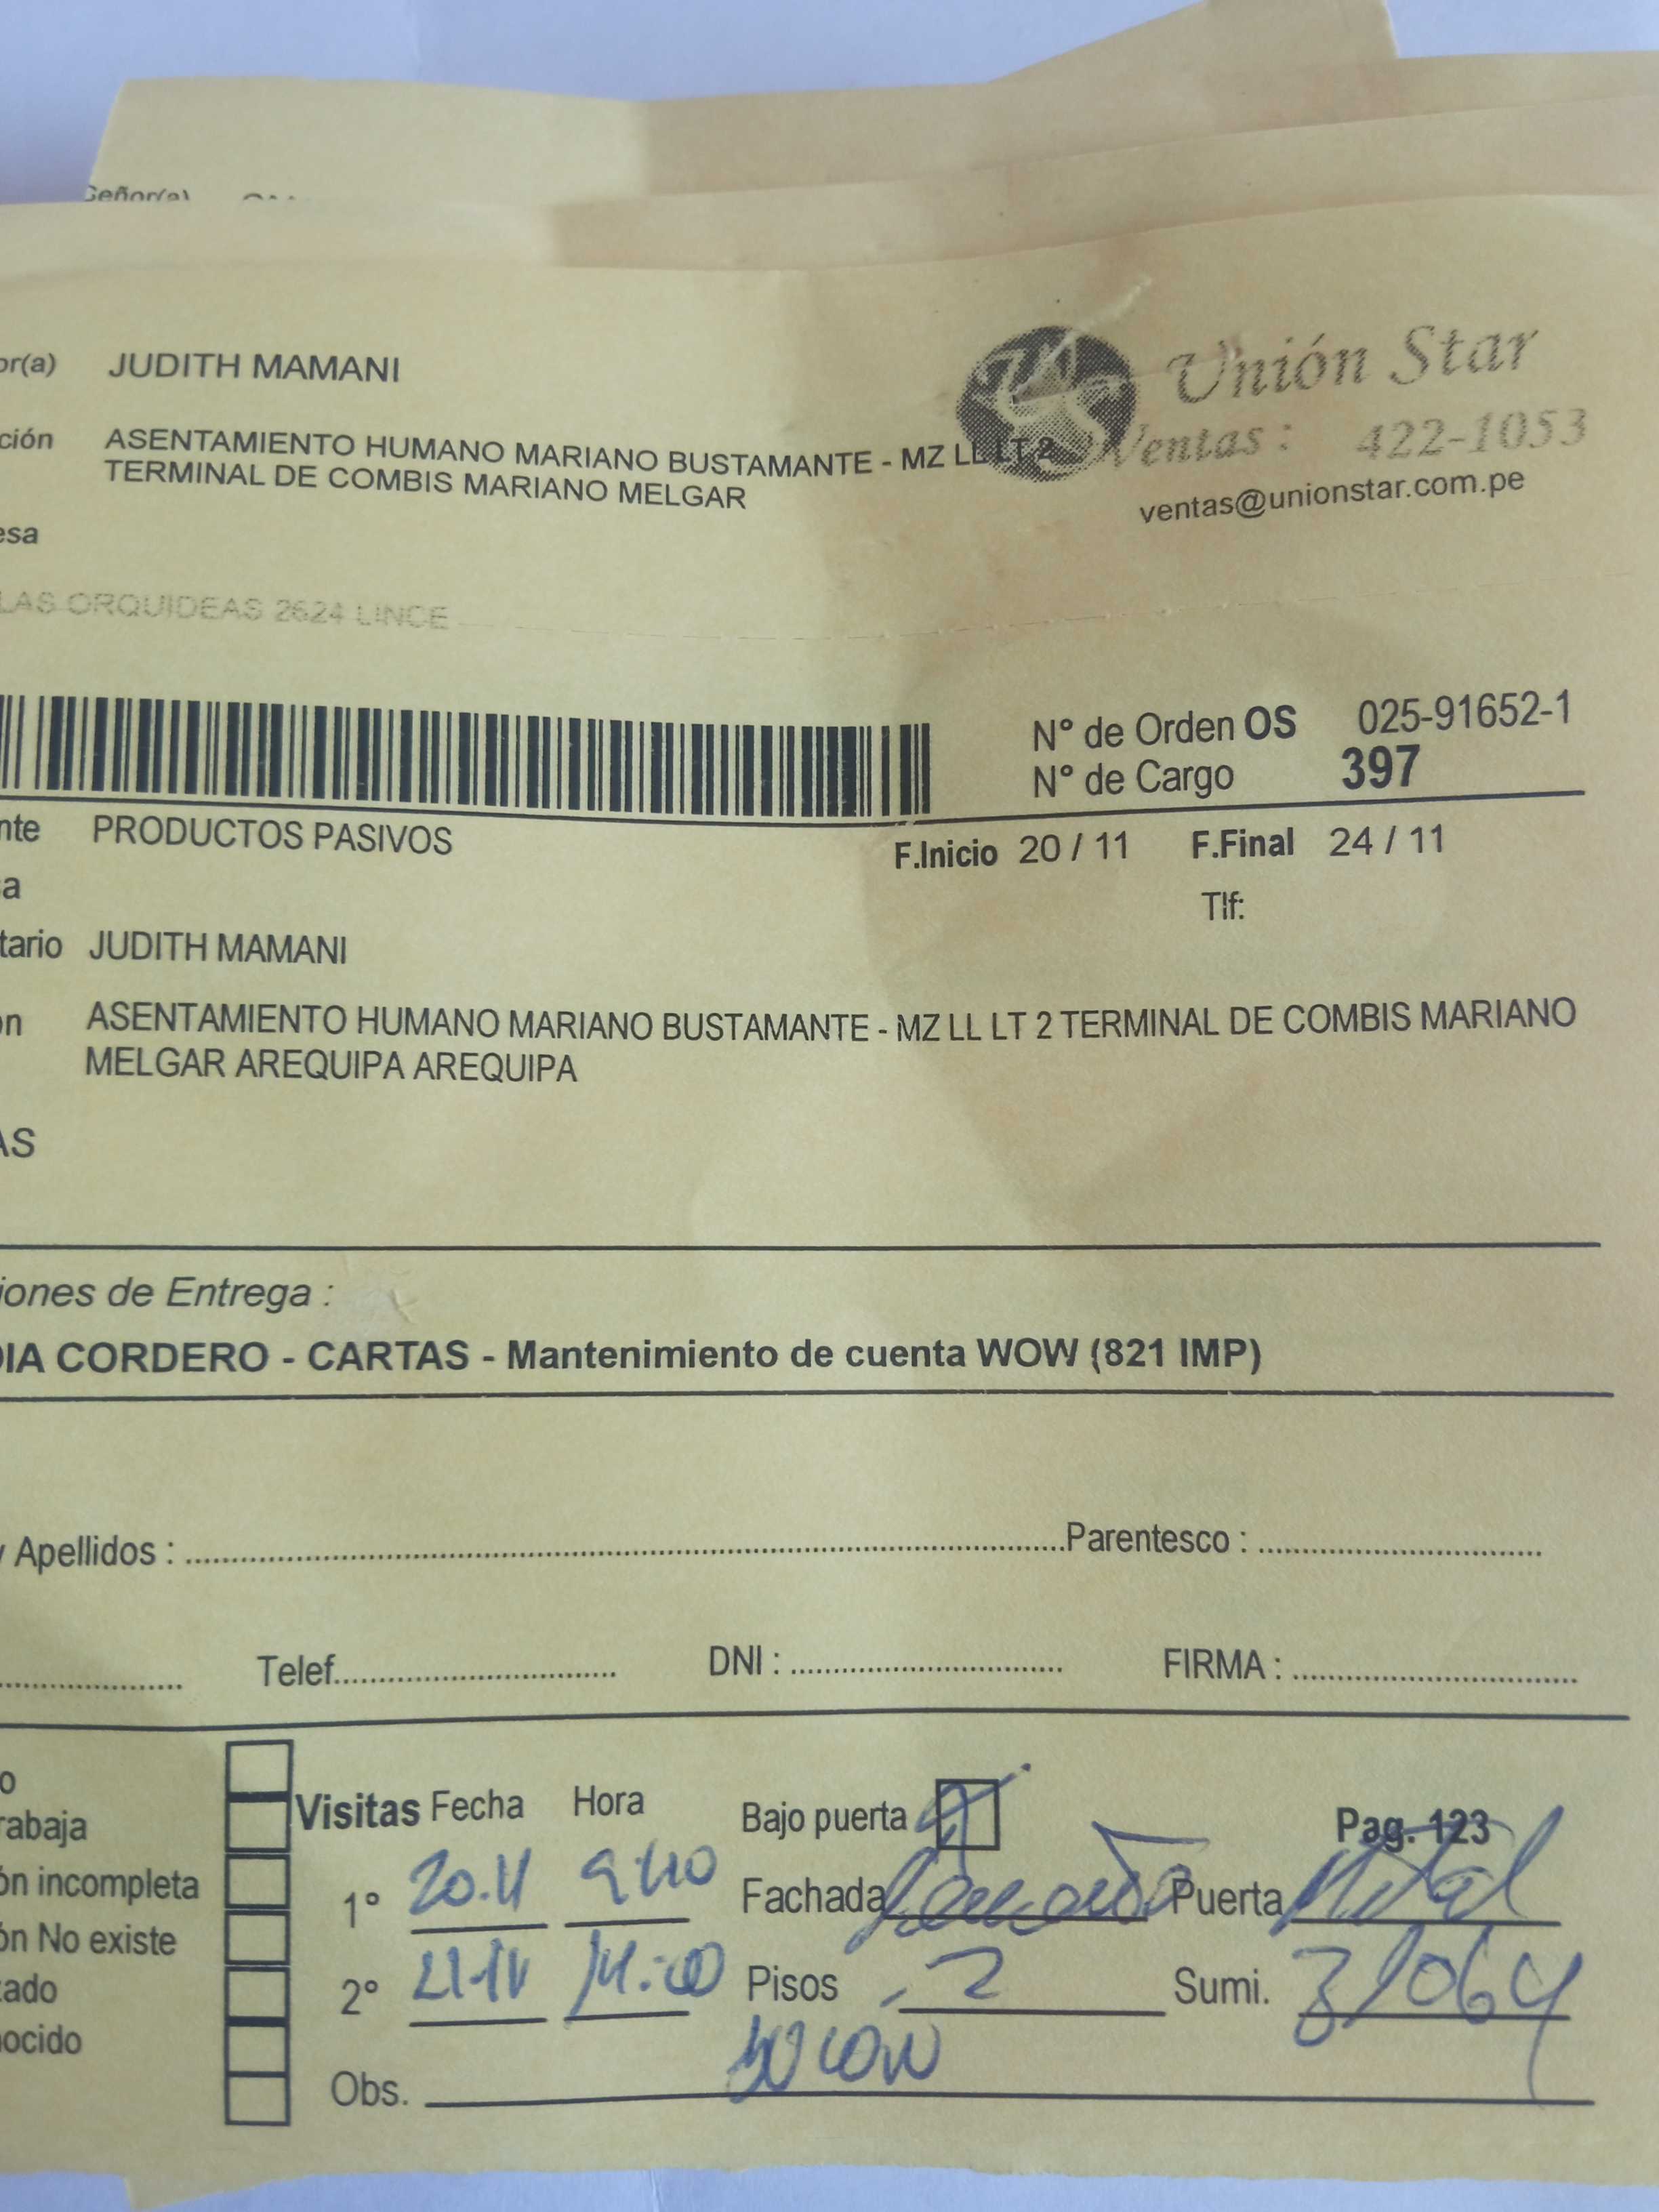 Señor(a)
or(a) JUDITH MAMANI
Unión Star
ción ASENTAMIENTO HUMANO MARIANO BUSTAMANTE - MZ LL LT 2
Ventas: 422-1053
TERMINAL DE COMBIS MARIANO MELGAR
ventas@unionstar.com.pe
esa
LAS ORQUIDEAS 2624 LINCE
N° de Orden OS 025-91652-1
N° de Cargo 397
nte PRODUCTOS PASIVOS
F.Inicio 20 / 11 F.Final 24 / 11
a
Tlf:
tario JUDITH MAMANI
ón ASENTAMIENTO HUMANO MARIANO BUSTAMANTE - MZ LL LT 2 TERMINAL DE COMBIS MARIANO
MELGAR AREQUIPA AREQUIPA
AS
iones de Entrega :
DIA CORDERO - CARTAS - Mantenimiento de cuenta WOW (821 IMP)
y Apellidos : Parentesco :
Telef. DNI : FIRMA :
o
Visitas Fecha Hora Bajo puerta Pag. 123
rabaja
ón incompleta
1° 20.11 Fachada Puerta Metal
ón No existe
2° 21.11 14:00 Pisos 2 Sumi. 31064
ado
ocido
Obs.